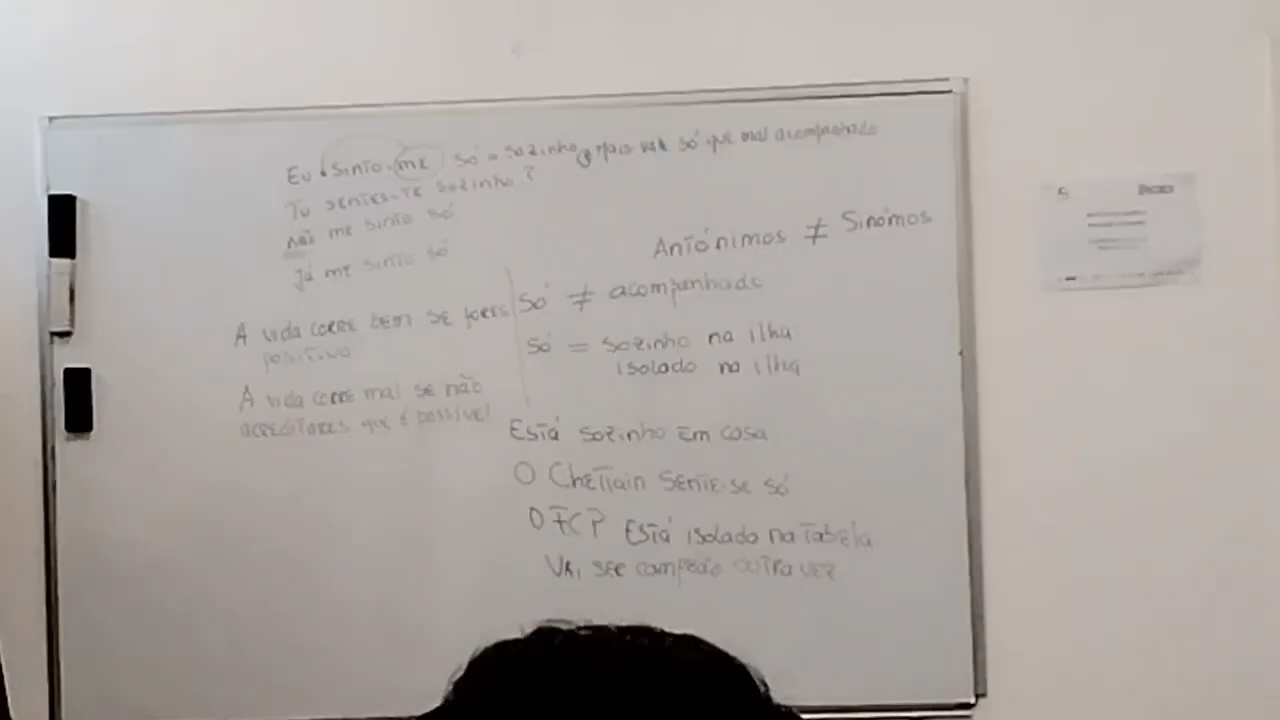 Eu sinto-me só = sozinho, mais vale só que mal acompanhado
Tu sentes-te sozinho?
não me sinto só
Já me sinto só
Antónimos ≠ Sinómos
A vida corre bem se fores
positivo
A vida corre mal se não
acreditares que é possível
Só ≠ acompanhado
Só = sozinho na ilha
isolado na ilha
Está sozinho em casa
O Chetiain sente-se só
O FCP Está isolado na Tabela
Vai ser campeão outra vez